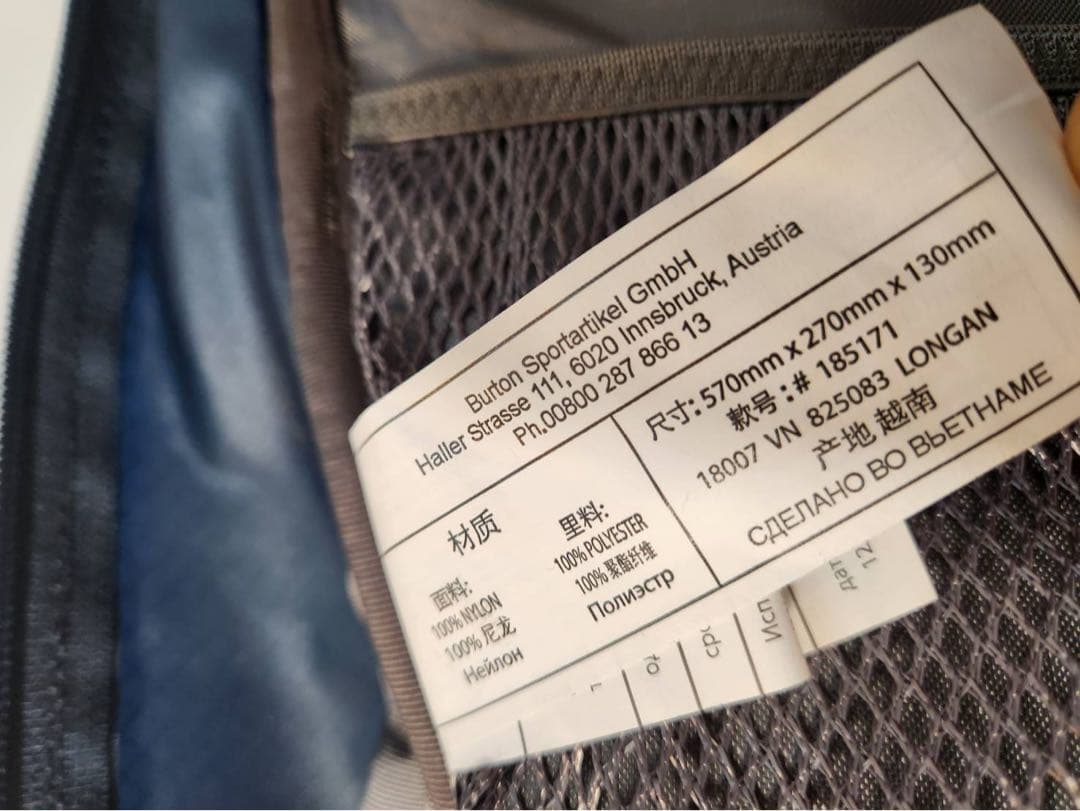 Burton Sportartikel GmbH
Haller Strasse 111, 6020 Innsbruck, Austria
Ph.00800 287 866 13
材质
面料:
100% NYLON
100% 尼龙
Нейлон
里料:
100% POLYESTER
100% 聚酯纤维
Полиэстр
尺寸:570mm x 270mm x 130mm
款号:# 185171
18007 VN 825083 LONGAN
产地 越南
СДЕЛАНО ВО ВЬЕТНАМЕ
Дат
12